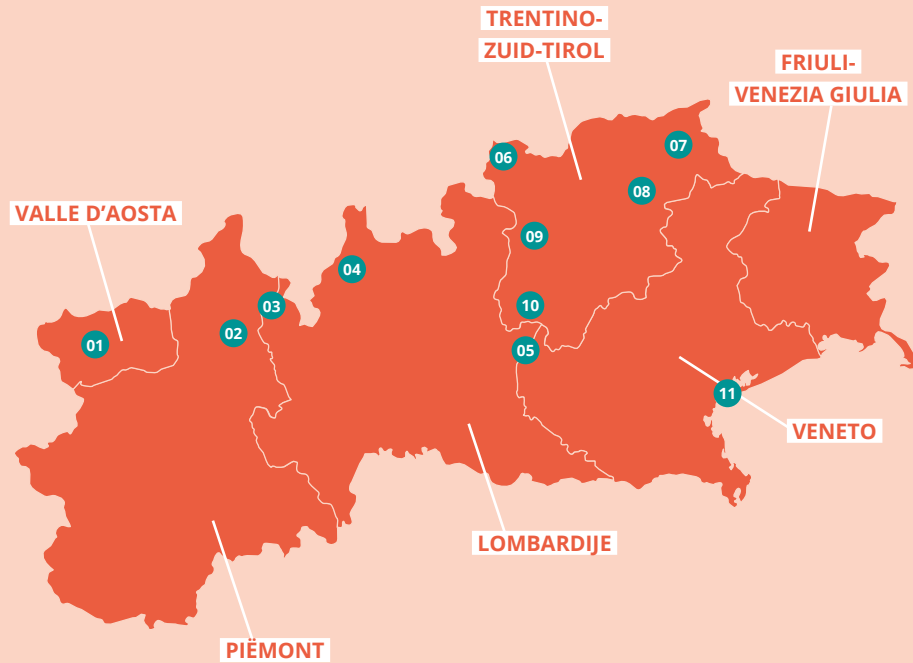 TRENTINO-
ZUID-TIROL
FRIULI-
VENEZIA GIULIA
07
06
08
VALLE D'AOSTA
09
04
03
10
02
01
05
11
VENETO
LOMBARDIJE
PIËMONT